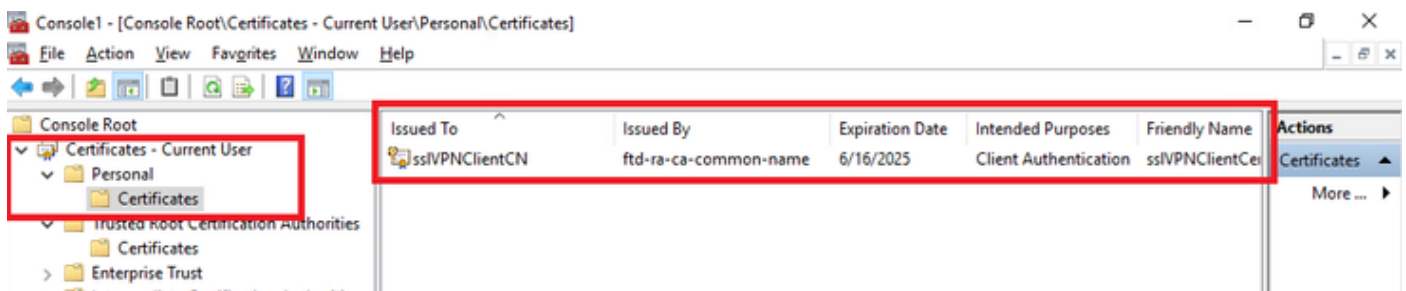 Console1 - [Console Root\Certificates - Current User\Personal\Certificates]
File Action View Favorites Window Help
Console Root
Certificates - Current User
Personal
Certificates
Trusted Root Certification Authorities
Certificates
Enterprise Trust
Issued To Issued By Expiration Date Intended Purposes Friendly Name
sslVPNClientCN ftd-ra-ca-common-name 6/16/2025 Client Authentication sslVPNClientCer
Actions
Certificates
More ...